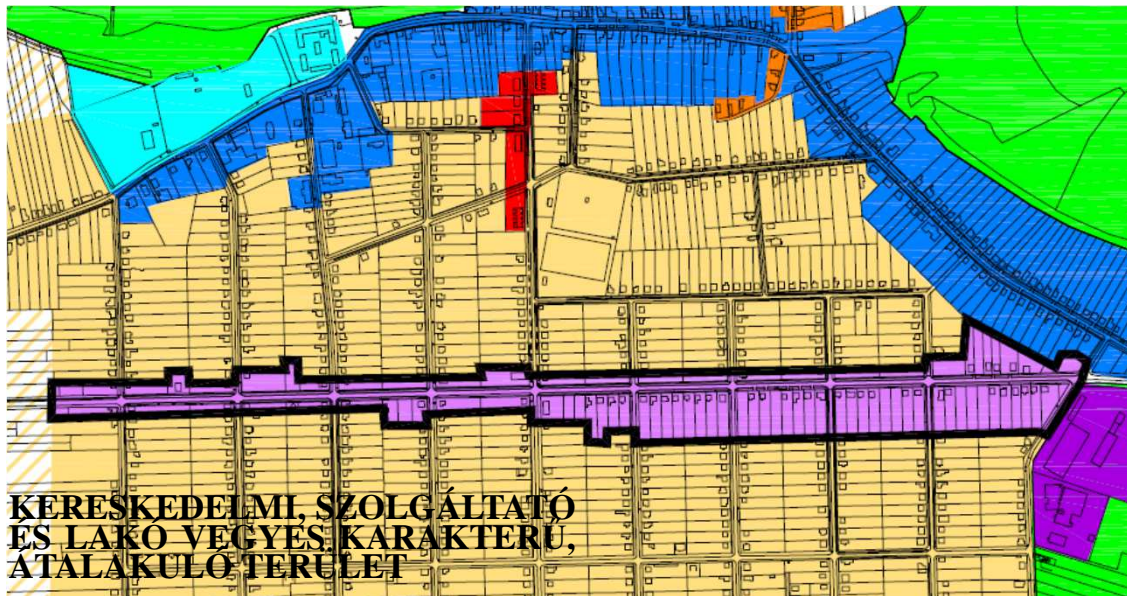 KERESKEDELMI, SZOLGÁLTATÓ
ÉS LAKÓ VEGYES KARAKTERŰ,
ÁTALAKULÓ TERÜLET